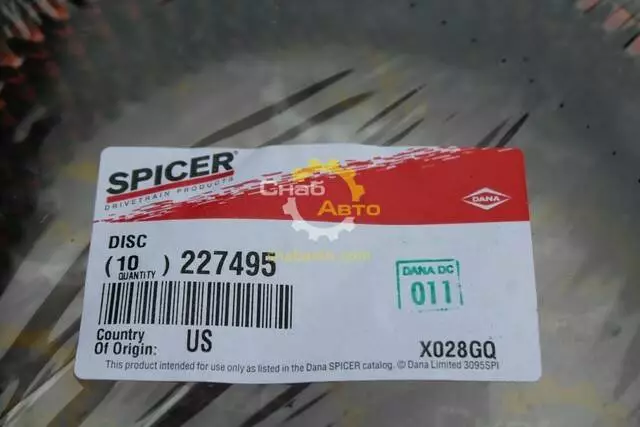 SPICER®
DRIVETRAIN PRODUCTS
СНАБ
АВТО
DANA
DISC
(10) 227495
QUANTITY
DANA DC
011
Country
Of Origin: US
X028GQ
This product intended for use only as listed in the Dana SPICER catalog. © Dana Limited 3095SPI